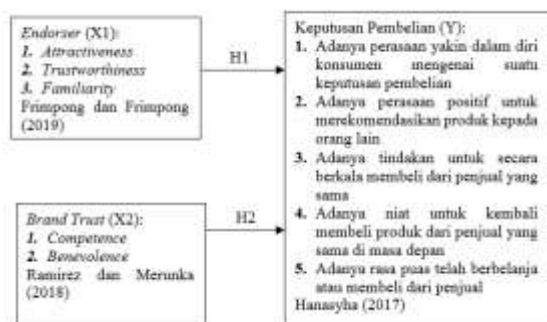 Endorser (X1):
1. Attractiveness
2. Trustworthiness
3. Familiarity
Frimpong dan Frimpong
(2019)
H1
Brand Trust (X2):
1. Competence
2. Benevolence
Ramirez dan Merunka
(2018)
H2
Keputusan Pembelian (Y):
1. Adanya perasaan yakin dalam diri
konsumen mengenai suatu
keputusan pembelian
2. Adanya perasaan positif untuk
merekomendasikan produk kepada
orang lain
3. Adanya tindakan untuk secara
berkala membeli dari penjual yang
sama
4. Adanya niat untuk kembali
membeli produk dari penjual yang
sama di masa depan
5. Adanya rasa puas telah berbelanja
atau membeli dari penjual
Hanasyha (2017)